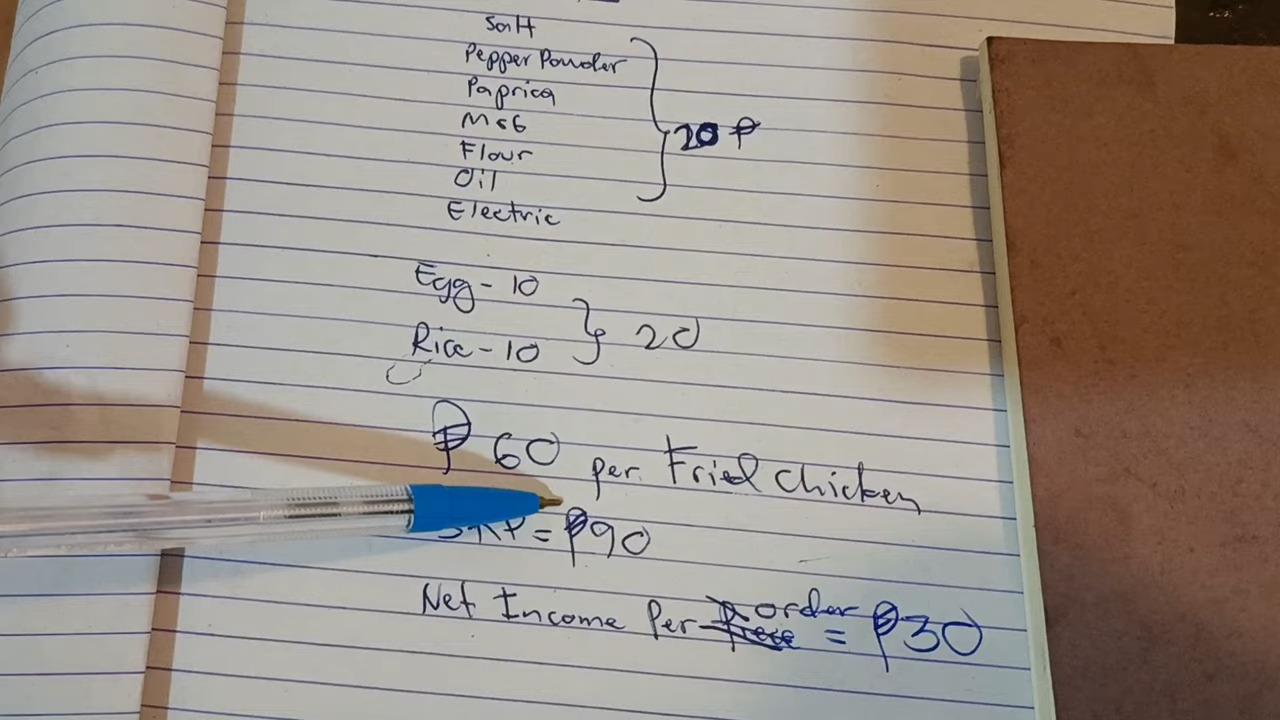 Salt
Pepper Powder
Paprica
MSG
Flour
Oil
20 ₱
Electric
Egg - 10
Rice - 10
20
₱ 60 per Fried Chicken
SRP = ₱90
Net Income Per order = ₱30